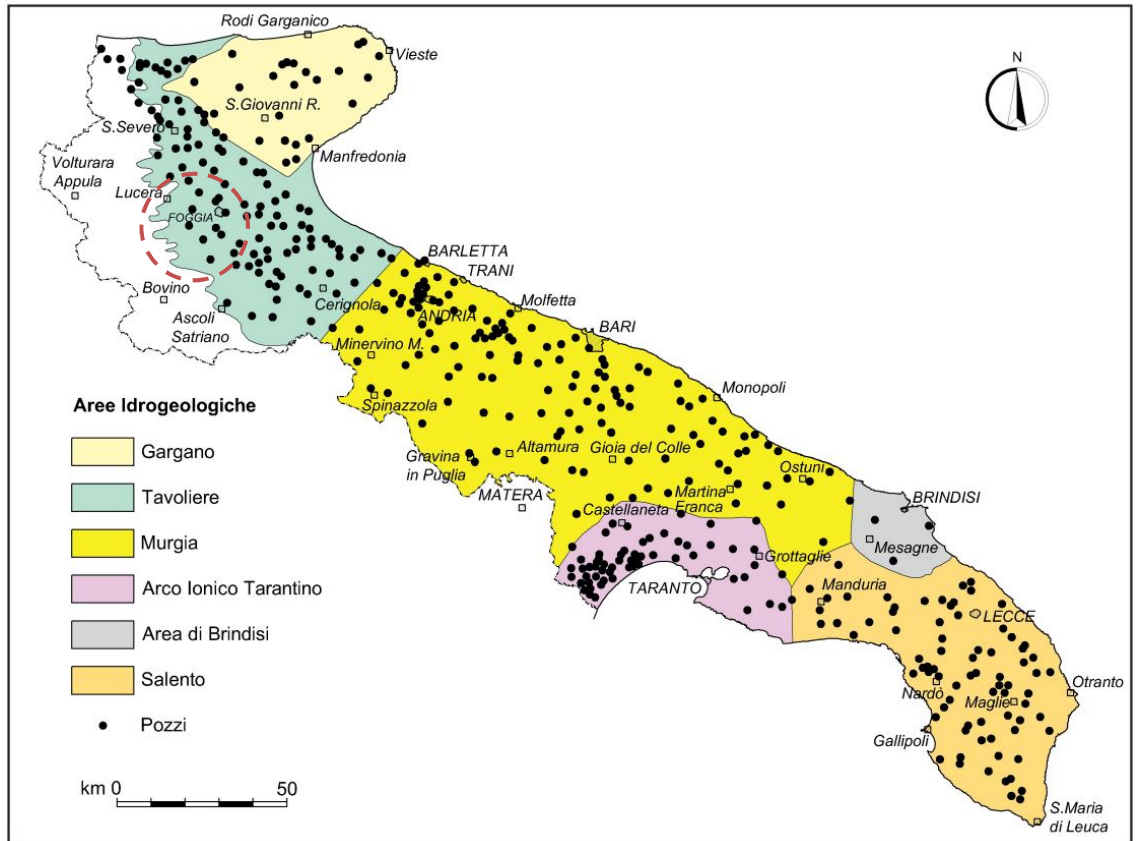 Rodi Garganico
Vieste
N
S.Giovanni R.
S.Severo
Manfredonia
Volturara
Appula
Lucera
FOGGIA
BARLETTA
TRANI
Bovino
Cerignola
Molfetta
Ascoli
Satriano
ANDRIA
BARI
Minervino M.
Monopoli
Aree Idrogeologiche
Spinazzola
Gargano
Altamura
Gioia del Colle
Gravina
in Puglia
Ostuni
Tavoliere
MATERA
Martina
Franca
BRINDISI
Castellaneta
Murgia
Mesagne
Grottaglie
Arco Ionico Tarantino
TARANTO
Manduria
LECCE
Area di Brindisi
Salento
Nardò
Maglie
Otranto
Pozzi
Gallipoli
km 0
50
S.Maria
di Leuca